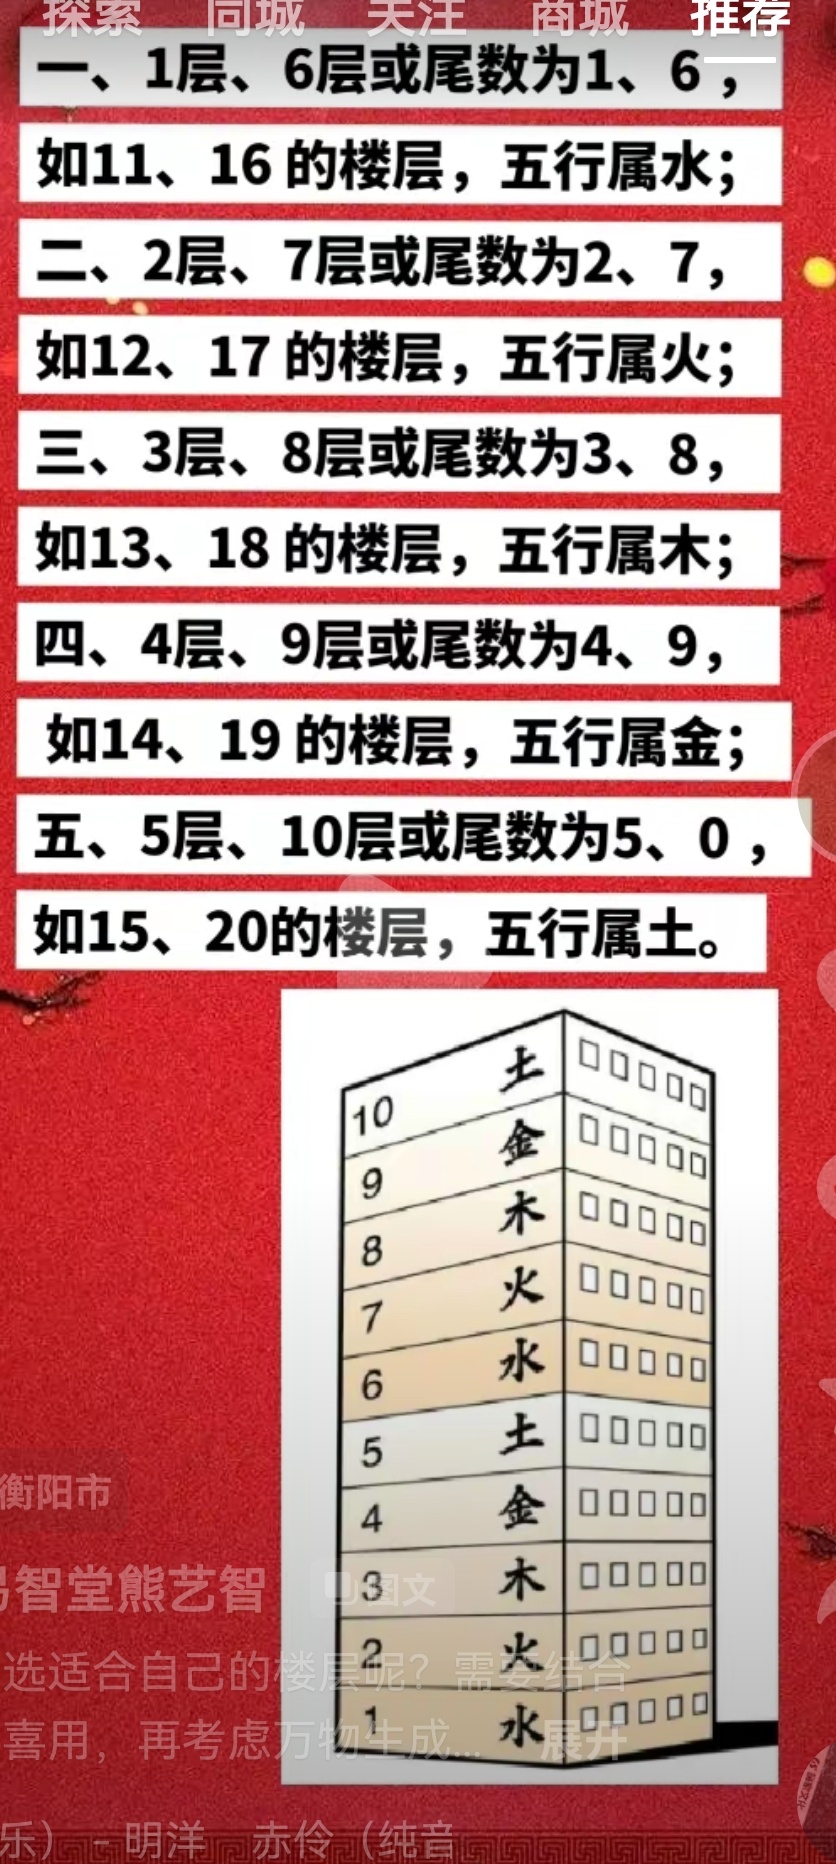 探索 同城 关注 商城 推荐
一、1层、6层或尾数为1、6，
如11、16 的楼层，五行属水；
二、2层、7层或尾数为2、7，
如12、17 的楼层，五行属火；
三、3层、8层或尾数为3、8，
如13、18 的楼层，五行属木；
四、4层、9层或尾数为4、9，
如14、19 的楼层，五行属金；
五、5层、10层或尾数为5、0，
如15、20的楼层，五行属土。
10 土
9 金
8 木
7 火
6 水
5 土
4 金
3 木
2 火
1 水
衡阳市
易智堂熊艺智 图文
选适合自己的楼层呢？需要结合
喜用，再考虑万物生成... 展开
乐） - 明洋 赤伶（纯音